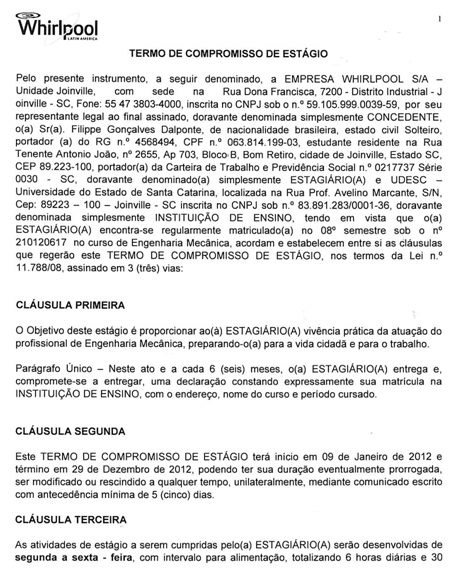 1
Whirlpool
LATIN AMERICA
TERMO DE COMPROMISSO DE ESTÁGIO
Pelo presente instrumento, a seguir denominado, a EMPRESA WHIRLPOOL S/A –
Unidade Joinville, com sede na Rua Dona Francisca, 7200 - Distrito Industrial - J
oinville - SC, Fone: 55 47 3803-4000, inscrita no CNPJ sob o n.º 59.105.999.0039-59, por seu
representante legal ao final assinado, doravante denominada simplesmente CONCEDENTE,
o(a) Sr(a). Filippe Gonçalves Dalponte, de nacionalidade brasileira, estado civil Solteiro,
portador (a) do RG n.º 4568494, CPF n.º 063.814.199-03, estudante residente na Rua
Tenente Antonio João, nº 2655, Ap 703, Bloco-B, Bom Retiro, cidade de Joinville, Estado SC,
CEP 89.223-100, portador(a) da Carteira de Trabalho e Previdência Social n.º 0217737 Série
0030 - SC, doravante denominado(a) simplesmente ESTAGIÁRIO(A) e UDESC –
Universidade do Estado de Santa Catarina, localizada na Rua Prof. Avelino Marcante, S/N,
Cep: 89223 – 100 – Joinville - SC inscrito no CNPJ sob n.º 83.891.283/0001-36, doravante
denominada simplesmente INSTITUIÇÃO DE ENSINO, tendo em vista que o(a)
ESTAGIÁRIO(A) encontra-se regularmente matriculado(a) no 08º semestre sob o nº
210120617 no curso de Engenharia Mecânica, acordam e estabelecem entre si as cláusulas
que regerão este TERMO DE COMPROMISSO DE ESTÁGIO, nos termos da Lei n.º
11.788/08, assinado em 3 (três) vias:
CLÁUSULA PRIMEIRA
O Objetivo deste estágio é proporcionar ao(à) ESTAGIÁRIO(A) vivência prática da atuação do
profissional de Engenharia Mecânica, preparando-o(a) para a vida cidadã e para o trabalho.
Parágrafo Único – Neste ato e a cada 6 (seis) meses, o(a) ESTAGIÁRIO(A) entrega e,
compromete-se a entregar, uma declaração constando expressamente sua matrícula na
INSTITUIÇÃO DE ENSINO, com o endereço, nome do curso e período cursado.
CLÁUSULA SEGUNDA
Este TERMO DE COMPROMISSO DE ESTÁGIO terá início em 09 de Janeiro de 2012 e
término em 29 de Dezembro de 2012, podendo ter sua duração eventualmente prorrogada,
ser modificado ou rescindido a qualquer tempo, unilateralmente, mediante comunicado escrito
com antecedência mínima de 5 (cinco) dias.
CLÁUSULA TERCEIRA
As atividades de estágio a serem cumpridas pelo(a) ESTAGIÁRIO(A) serão desenvolvidas de
segunda a sexta - feira, com intervalo para alimentação, totalizando 6 horas diárias e 30